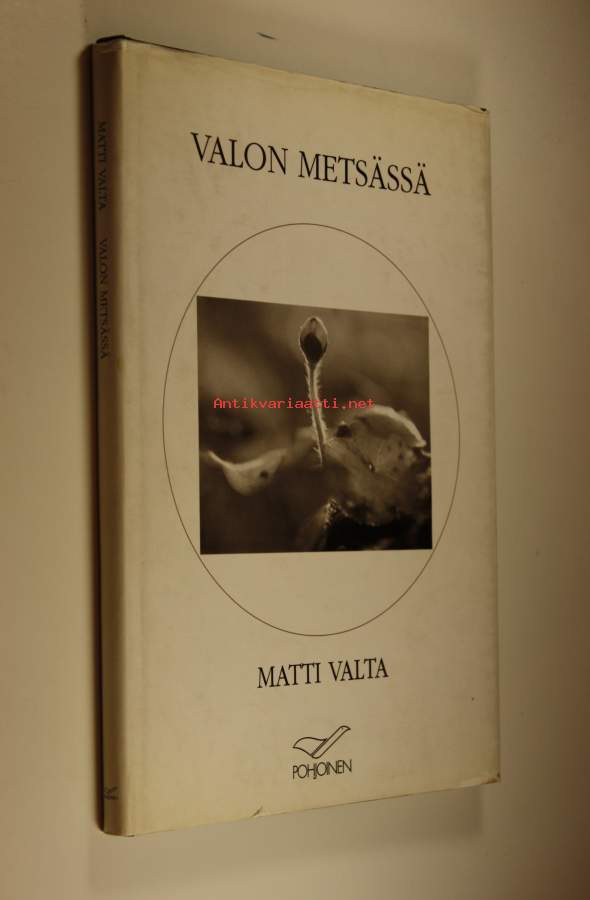 VALON METSÄSSÄ
Antikvariaatti.net
MATTI VALTA
POHJOINEN
MATTI VALTA VALON METSÄSSÄ